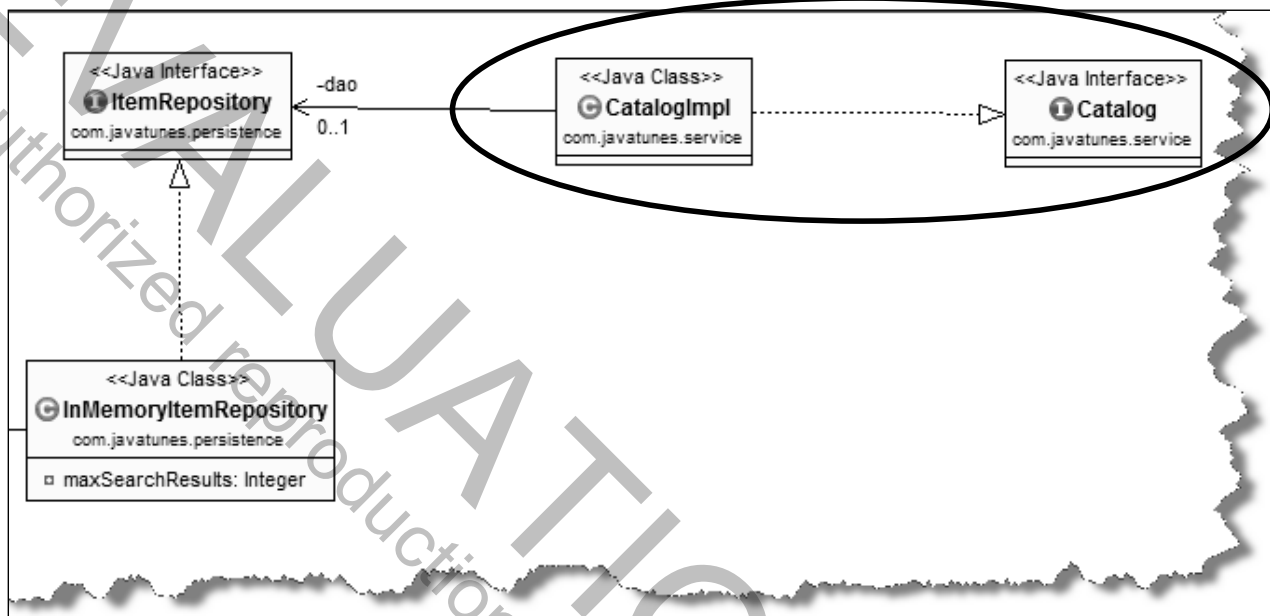 <<Java Interface>>
ItemRepository
com.javatunes.persistence
-dao
0..1
<<Java Class>>
CatalogImpl
com.javatunes.service
<<Java Interface>>
Catalog
com.javatunes.service
<<Java Class>>
InMemoryItemRepository
com.javatunes.persistence
maxSearchResults: Integer
reproduction